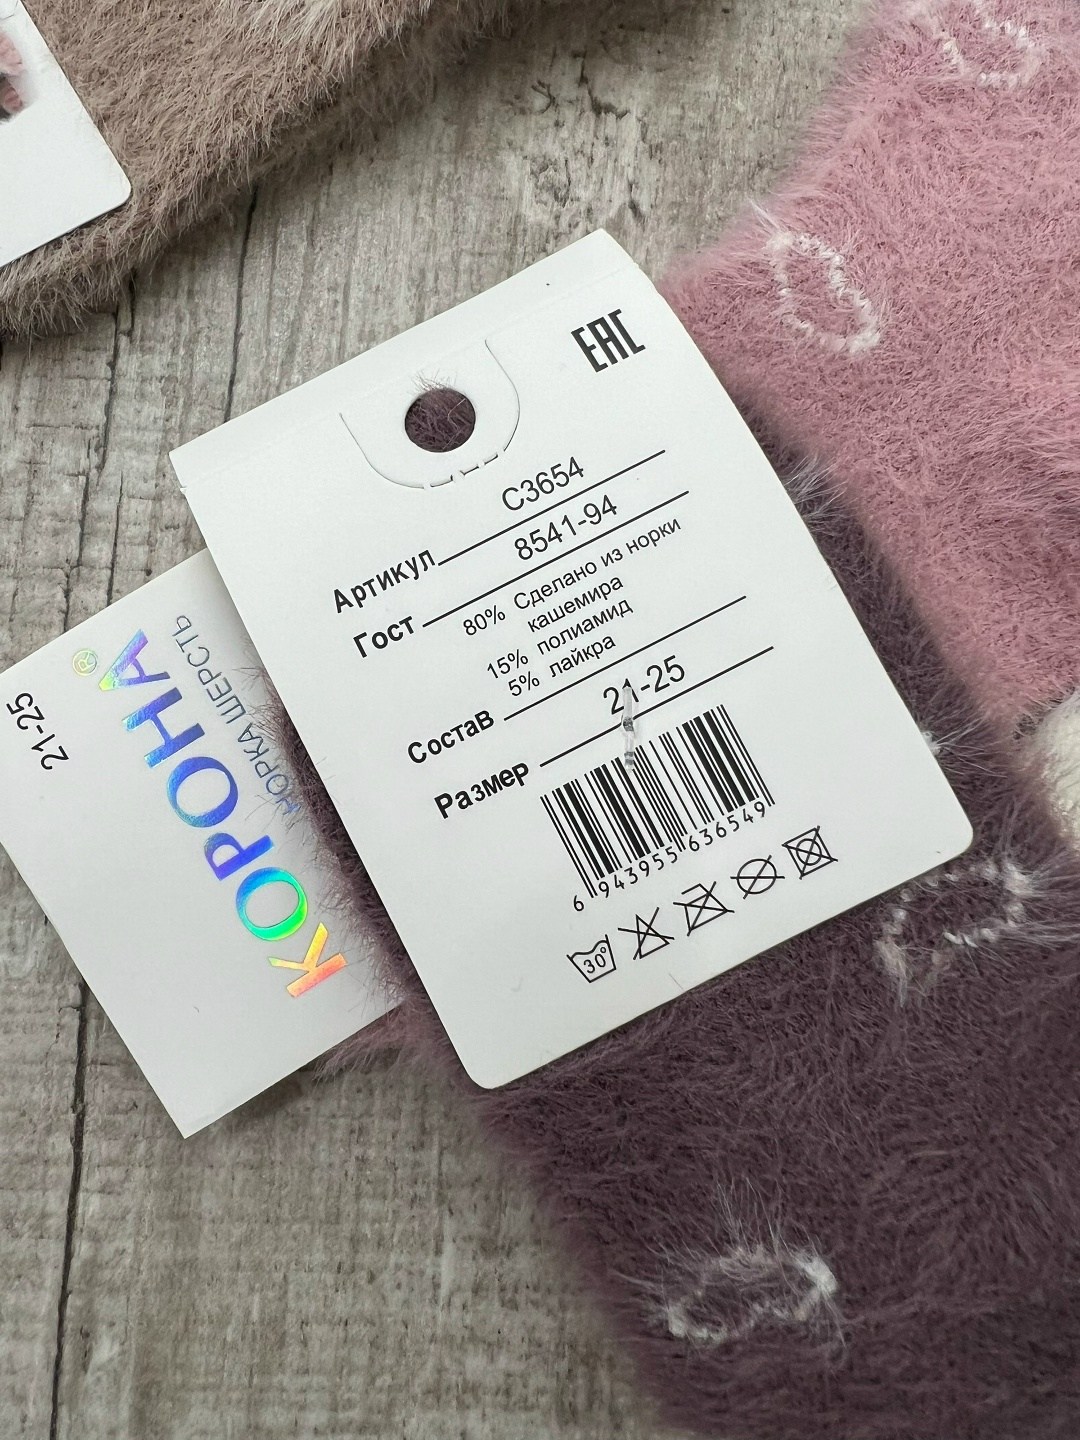 EAC
Артикул C3654
Гост 8541-94
80% Сделано из норки
кашемира
15% полиамид
5% лайкра
Состав
Размер 21-25
6 943955 636549
30°
КОРОНА®
НОРКА ШЕРСТЬ
21-25